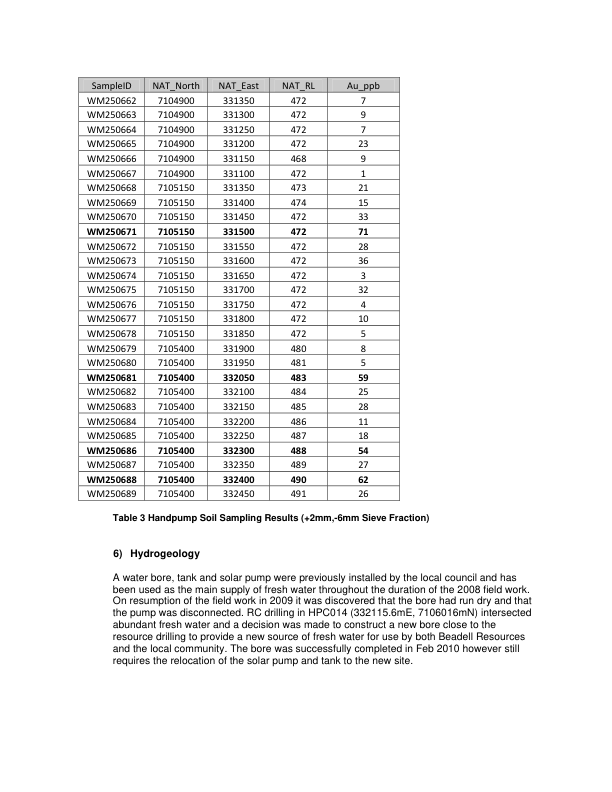 SampleID NAT_North NAT_East NAT_RL Au_ppb
WM250662 7104900 331350 472 7
WM250663 7104900 331300 472 9
WM250664 7104900 331250 472 7
WM250665 7104900 331200 472 23
WM250666 7104900 331150 468 9
WM250667 7104900 331100 472 1
WM250668 7105150 331350 473 21
WM250669 7105150 331400 474 15
WM250670 7105150 331450 472 33
WM250671 7105150 331500 472 71
WM250672 7105150 331550 472 28
WM250673 7105150 331600 472 36
WM250674 7105150 331650 472 3
WM250675 7105150 331700 472 32
WM250676 7105150 331750 472 4
WM250677 7105150 331800 472 10
WM250678 7105150 331850 472 5
WM250679 7105400 331900 480 8
WM250680 7105400 331950 481 5
WM250681 7105400 332050 483 59
WM250682 7105400 332100 484 25
WM250683 7105400 332150 485 28
WM250684 7105400 332200 486 11
WM250685 7105400 332250 487 18
WM250686 7105400 332300 488 54
WM250687 7105400 332350 489 27
WM250688 7105400 332400 490 62
WM250689 7105400 332450 491 26
Table 3 Handpump Soil Sampling Results (+2mm,-6mm Sieve Fraction)
6) Hydrogeology
A water bore, tank and solar pump were previously installed by the local council and has
been used as the main supply of fresh water throughout the duration of the 2008 field work.
On resumption of the field work in 2009 it was discovered that the bore had run dry and that
the pump was disconnected. RC drilling in HPC014 (332115.6mE, 7106016mN) intersected
abundant fresh water and a decision was made to construct a new bore close to the
resource drilling to provide a new source of fresh water for use by both Beadell Resources
and the local community. The bore was successfully completed in Feb 2010 however still
requires the relocation of the solar pump and tank to the new site.